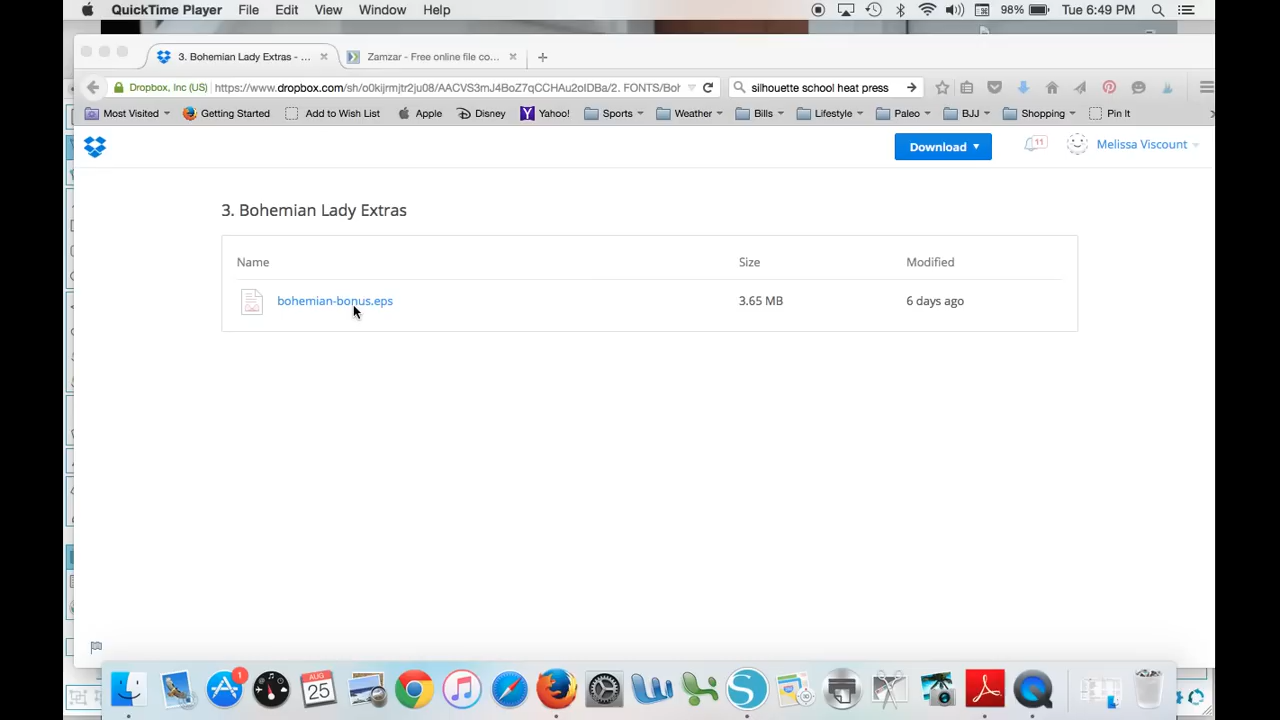 QuickTime Player File Edit View Window Help 98% Tue 6:49 PM
3. Bohemian Lady Extras - ... Zamzar - Free online file co...
Dropbox, Inc (US) https://www.dropbox.com/sh/o0kijrmjtr2ju08/AACVS3mJ4BoZ7qCCHAu2oIDBa/2. FONTS/Boh silhouette school heat press
Most Visited Getting Started Add to Wish List Apple Disney Yahoo! Sports Weather Bills Lifestyle Paleo BJJ Shopping Pin It
Download 11 Melissa Viscount
3. Bohemian Lady Extras
Name Size Modified
bohemian-bonus.eps 3.65 MB 6 days ago
1
AUG
25